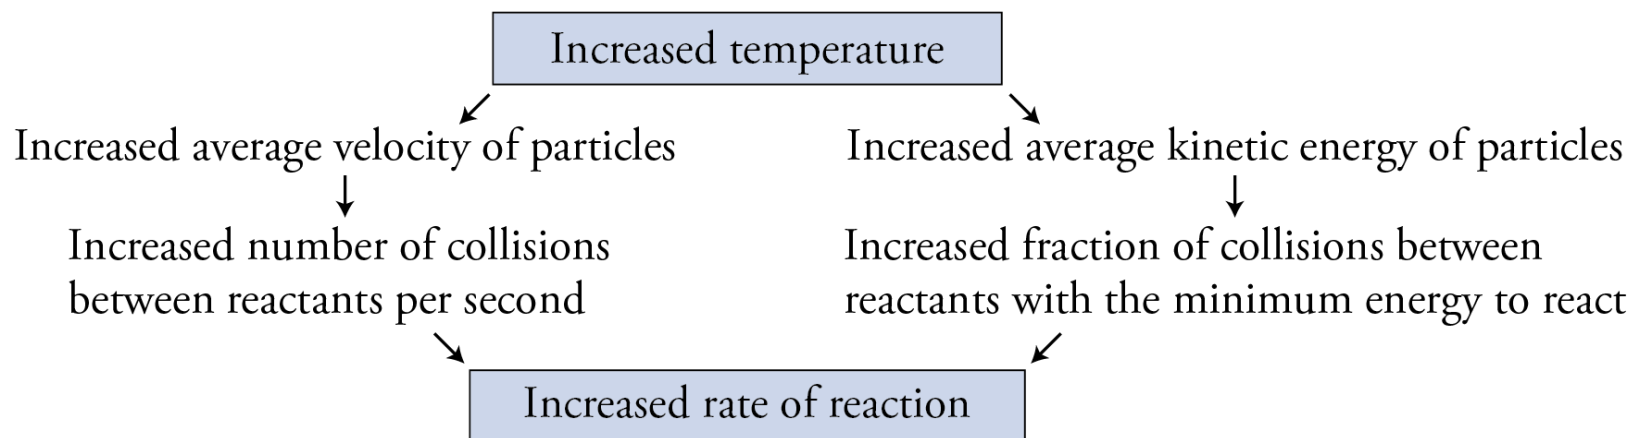 Increased temperature
Increased average velocity of particles
Increased average kinetic energy of particles
Increased number of collisions
between reactants per second
Increased fraction of collisions between
reactants with the minimum energy to react
Increased rate of reaction